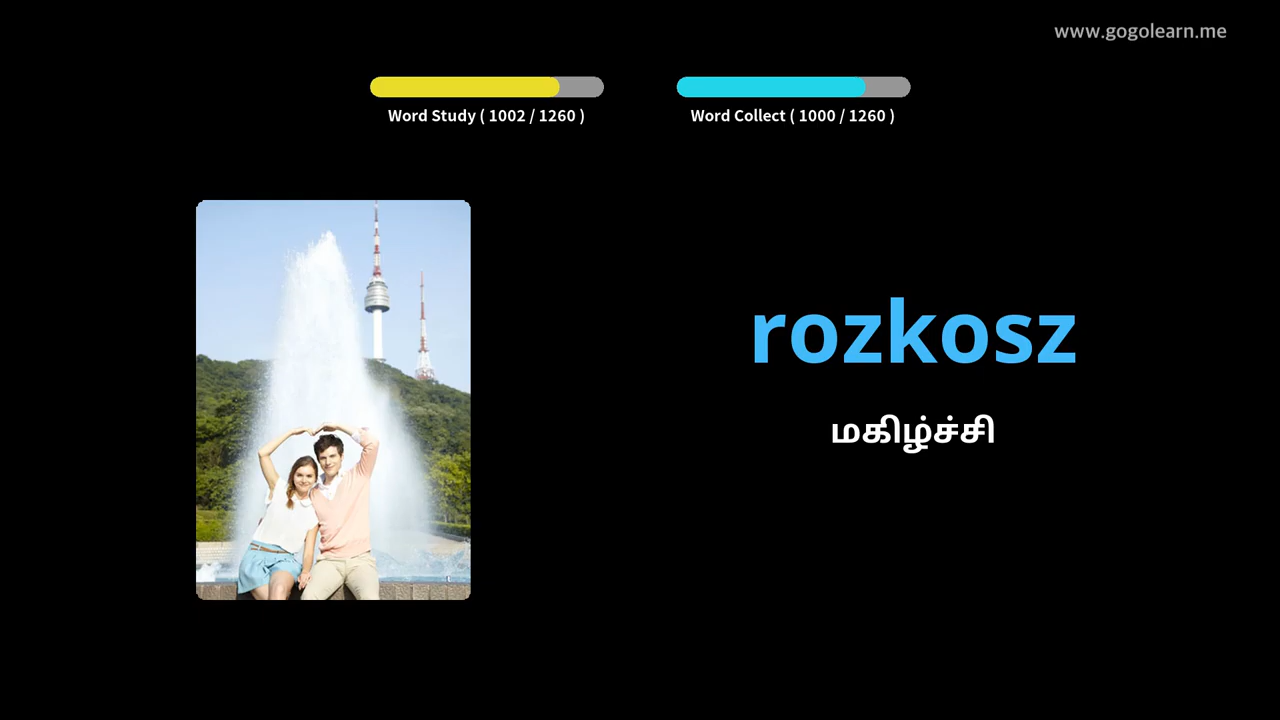 www.gogolearn.me
Word Study ( 1002 / 1260 )
Word Collect ( 1000 / 1260 )
rozkosz
மகிழ்ச்சி